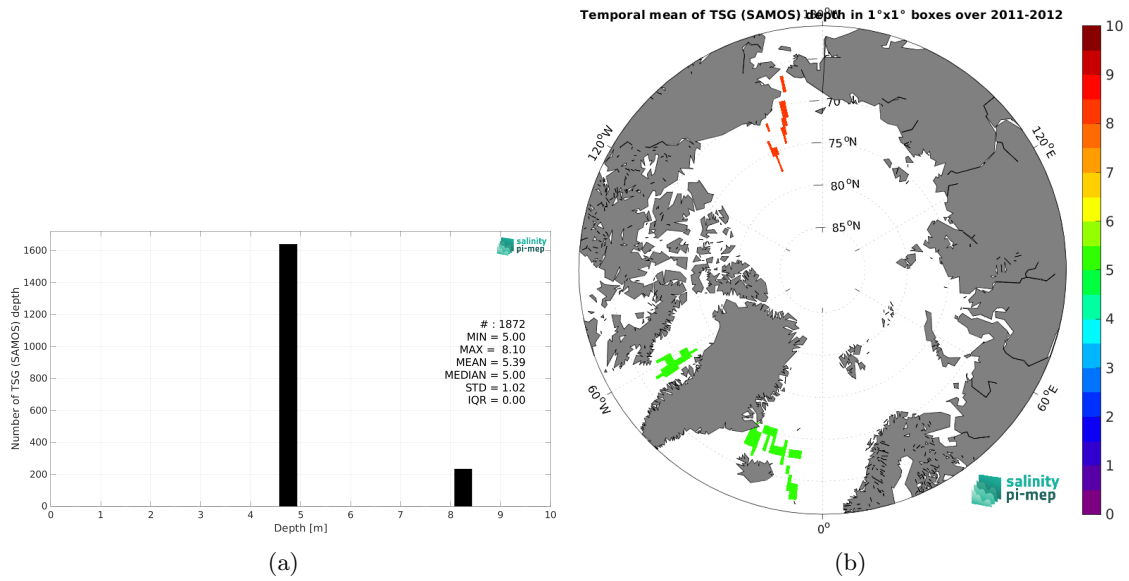 1600
1400
1200
1000
800
600
400
200
0
Number of TSG (SAMOS) depth
salinity
pi-mep
# : 1872
MIN = 5.00
MAX = 8.10
MEAN = 5.39
MEDIAN = 5.00
STD = 1.02
IQR = 0.00
0 1 2 3 4 5 6 7 8 9 10
Depth [m]
(a)
Temporal mean of TSG (SAMOS) depth in 1°x1° boxes over 2011-2012
180°W
120°W
120°E
70°N
75°N
80°N
85°N
60°W
60°E
0°
salinity
pi-mep
10
9
8
7
6
5
4
3
2
1
0
(b)